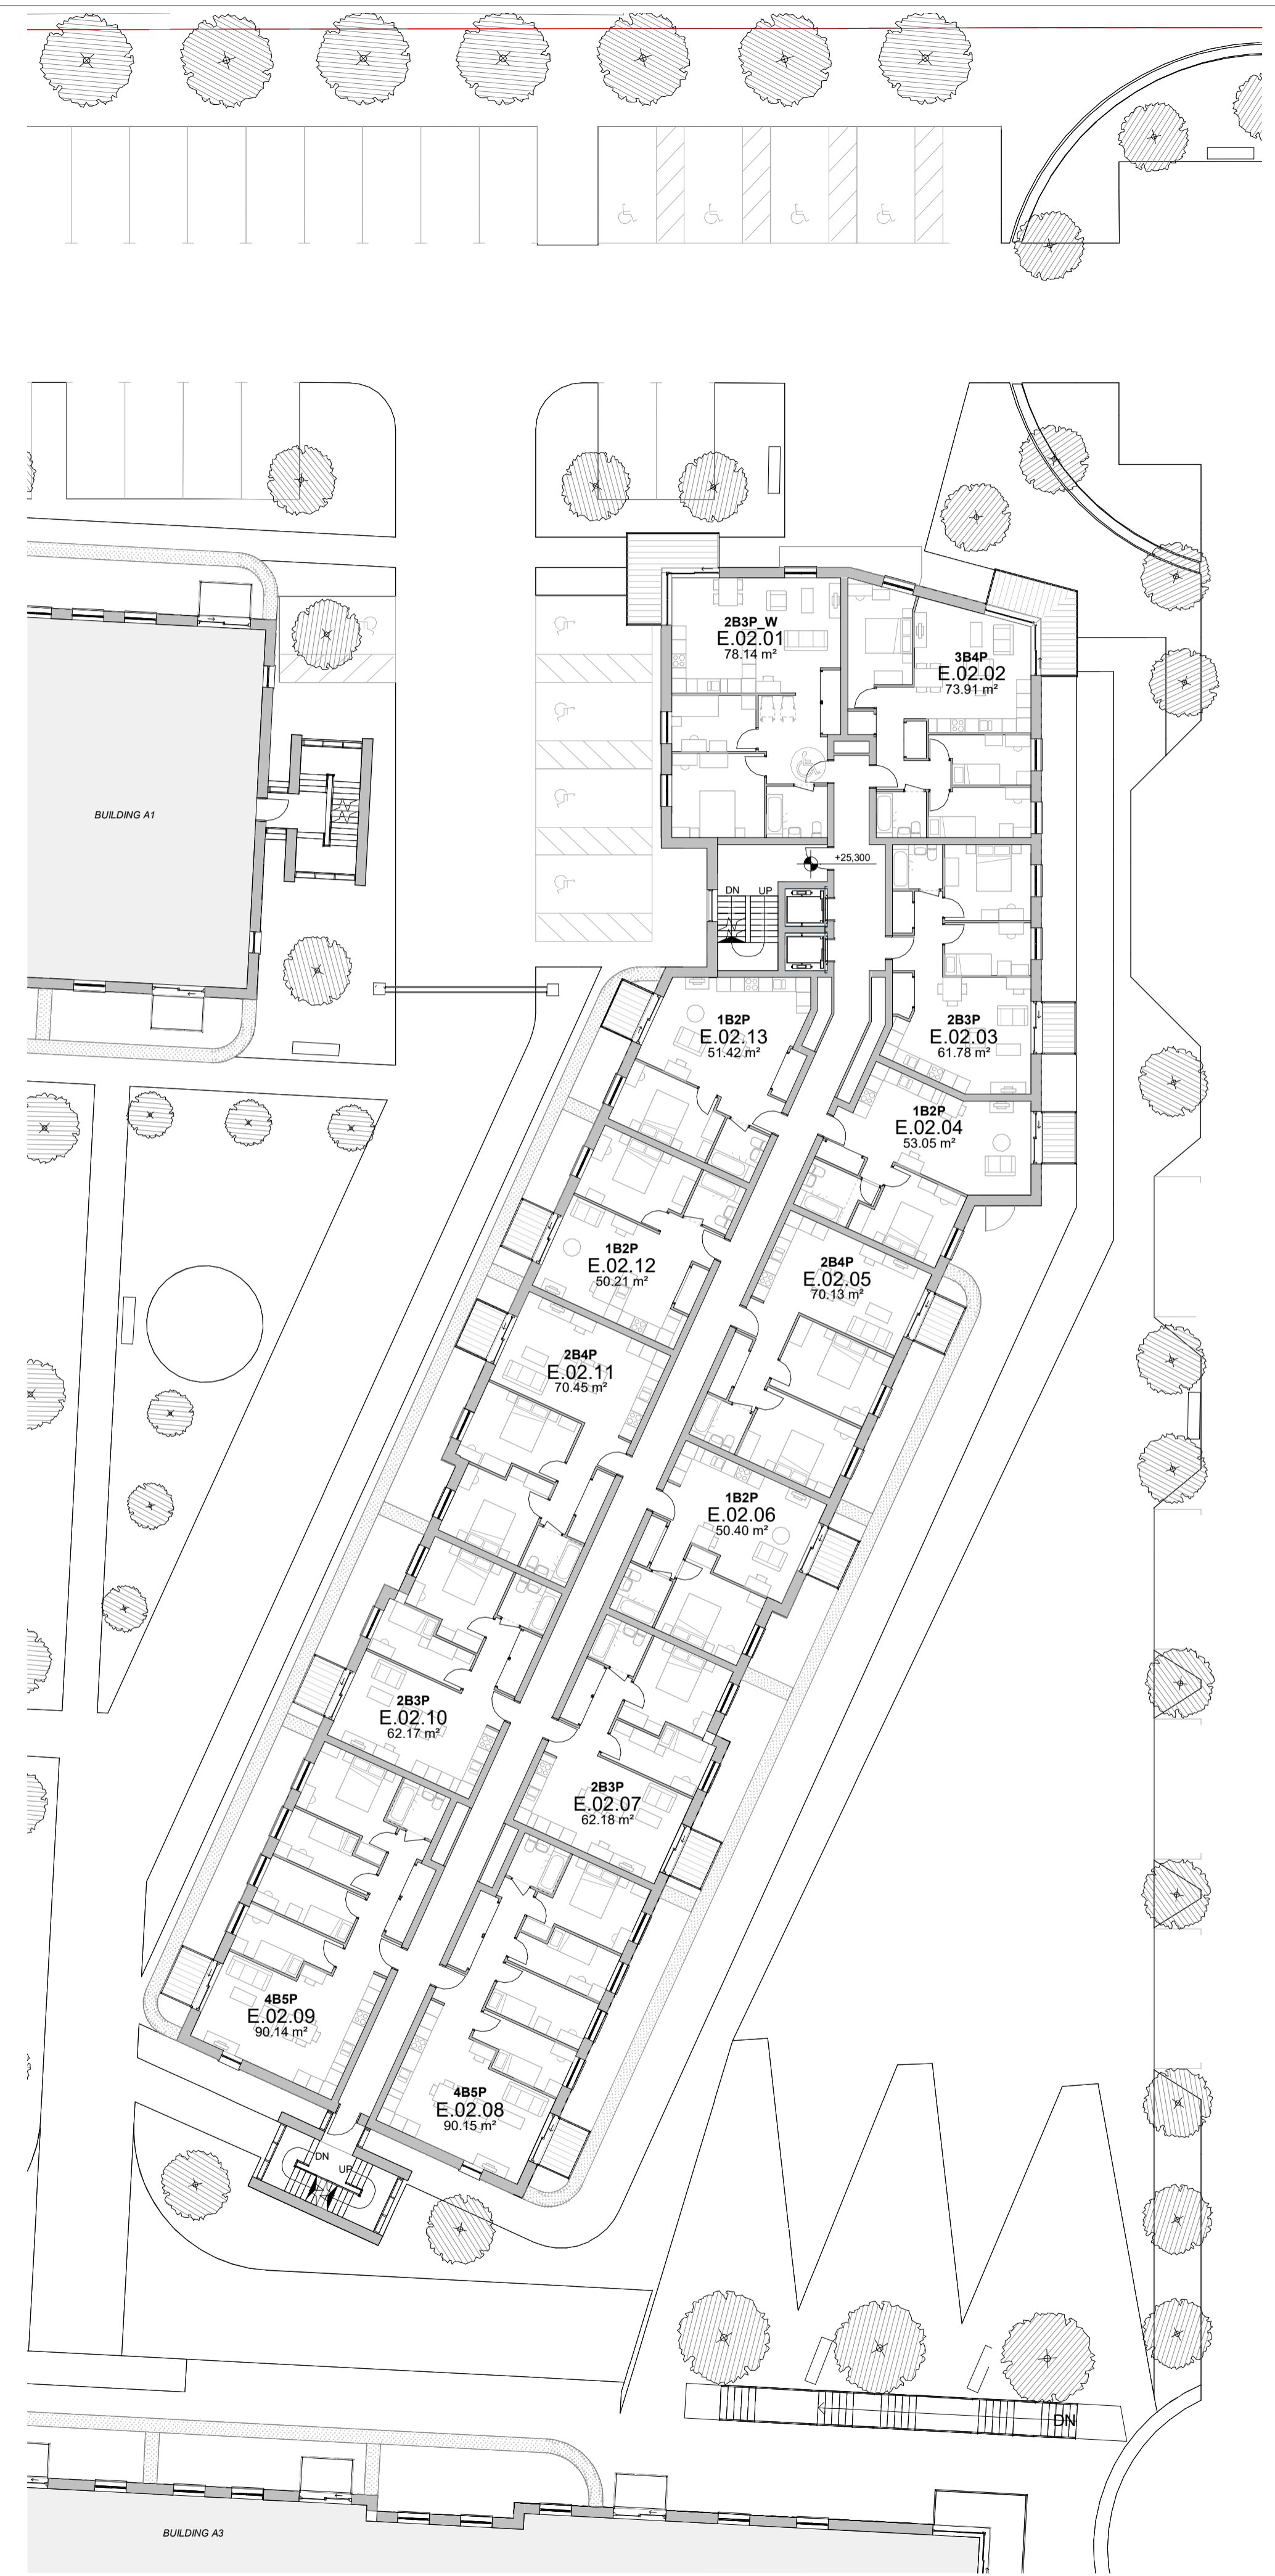 2B3P_W
E.02.01
78.14 m²
3B4P
E.02.02
73.91 m²
BUILDING A1
+25,300
DN
UP
1B2P
E.02.13
51.42 m²
2B3P
E.02.03
61.78 m²
1B2P
E.02.04
53.05 m²
1B2P
E.02.12
50.21 m²
2B4P
E.02.05
70.13 m²
2B4P
E.02.11
70.45 m²
1B2P
E.02.06
50.40 m²
2B3P
E.02.10
62.17 m²
2B3P
E.02.07
62.18 m²
4B5P
E.02.09
90.14 m²
4B5P
E.02.08
90.15 m²
DN
UP
DN
BUILDING A3